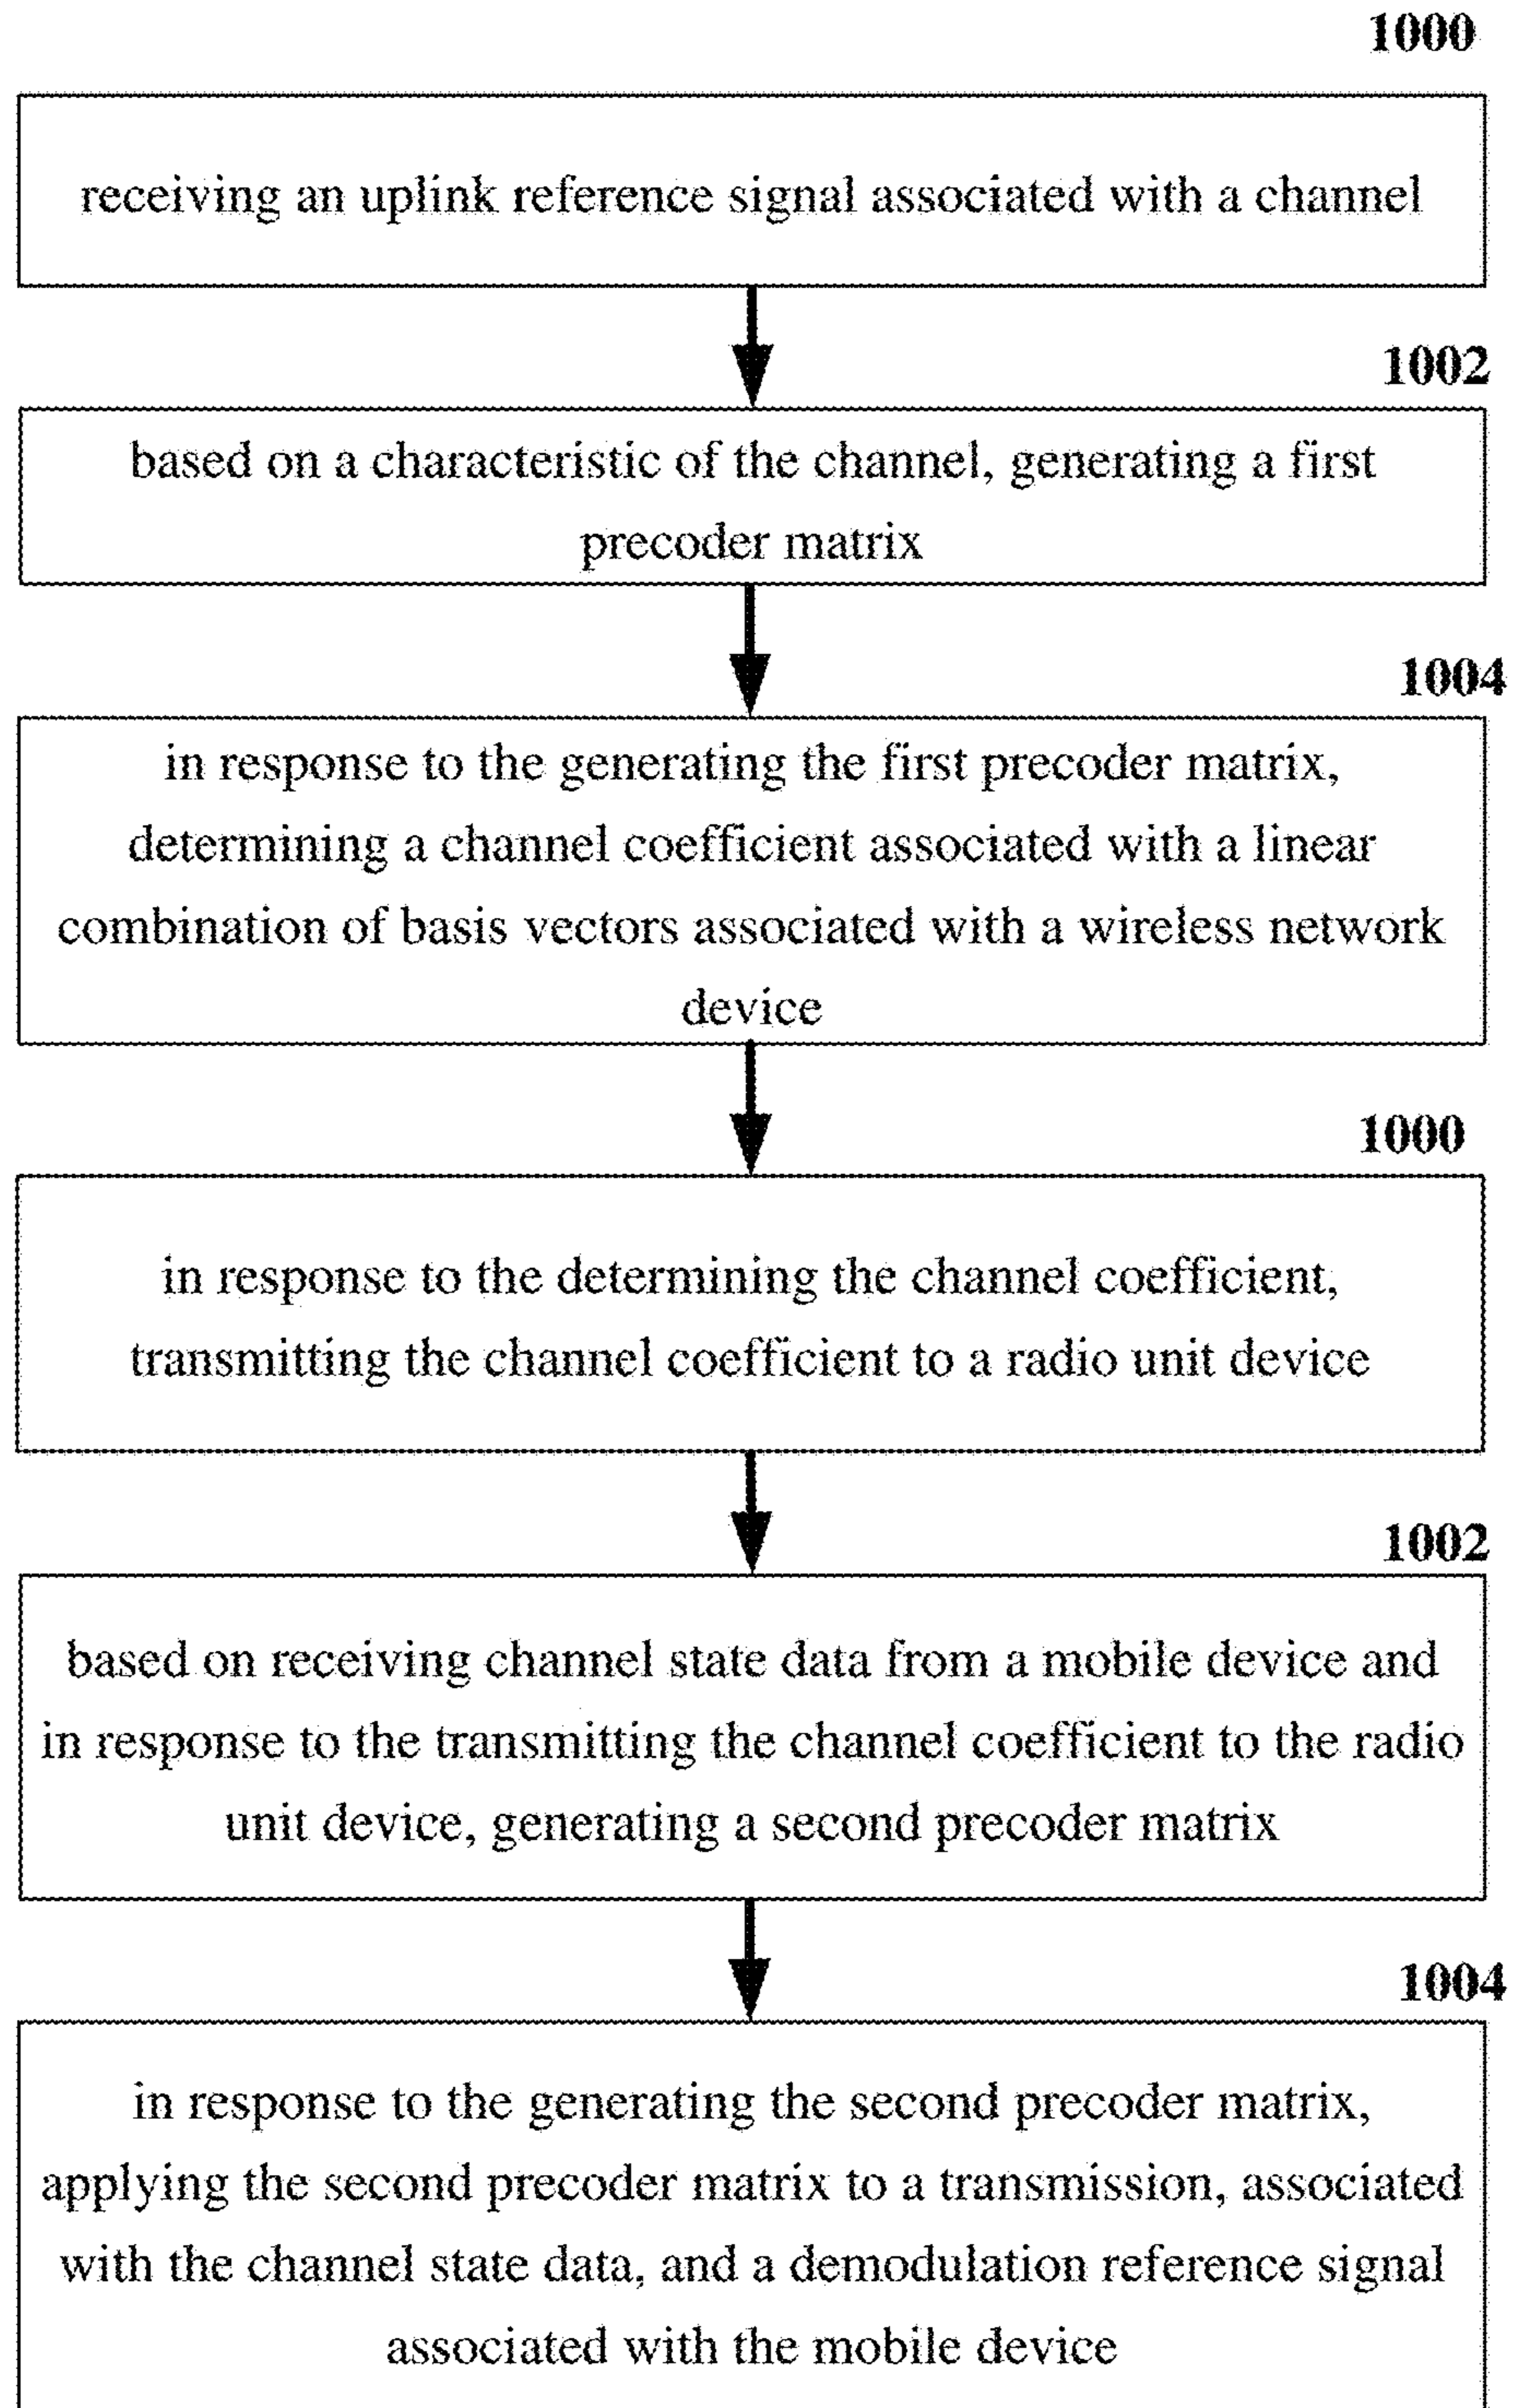 1000
receiving an uplink reference signal associated with a channel
1002
based on a characteristic of the channel, generating a first
precoder matrix
1004
in response to the generating the first precoder matrix,
determining a channel coefficient associated with a linear
combination of basis vectors associated with a wireless network
device
1000
in response to the determining the channel coefficient,
transmitting the channel coefficient to a radio unit device
1002
based on receiving channel state data from a mobile device and
in response to the transmitting the channel coefficient to the radio
unit device, generating a second precoder matrix
1004
in response to the generating the second precoder matrix,
applying the second precoder matrix to a transmission, associated
with the channel state data, and a demodulation reference signal
associated with the mobile device